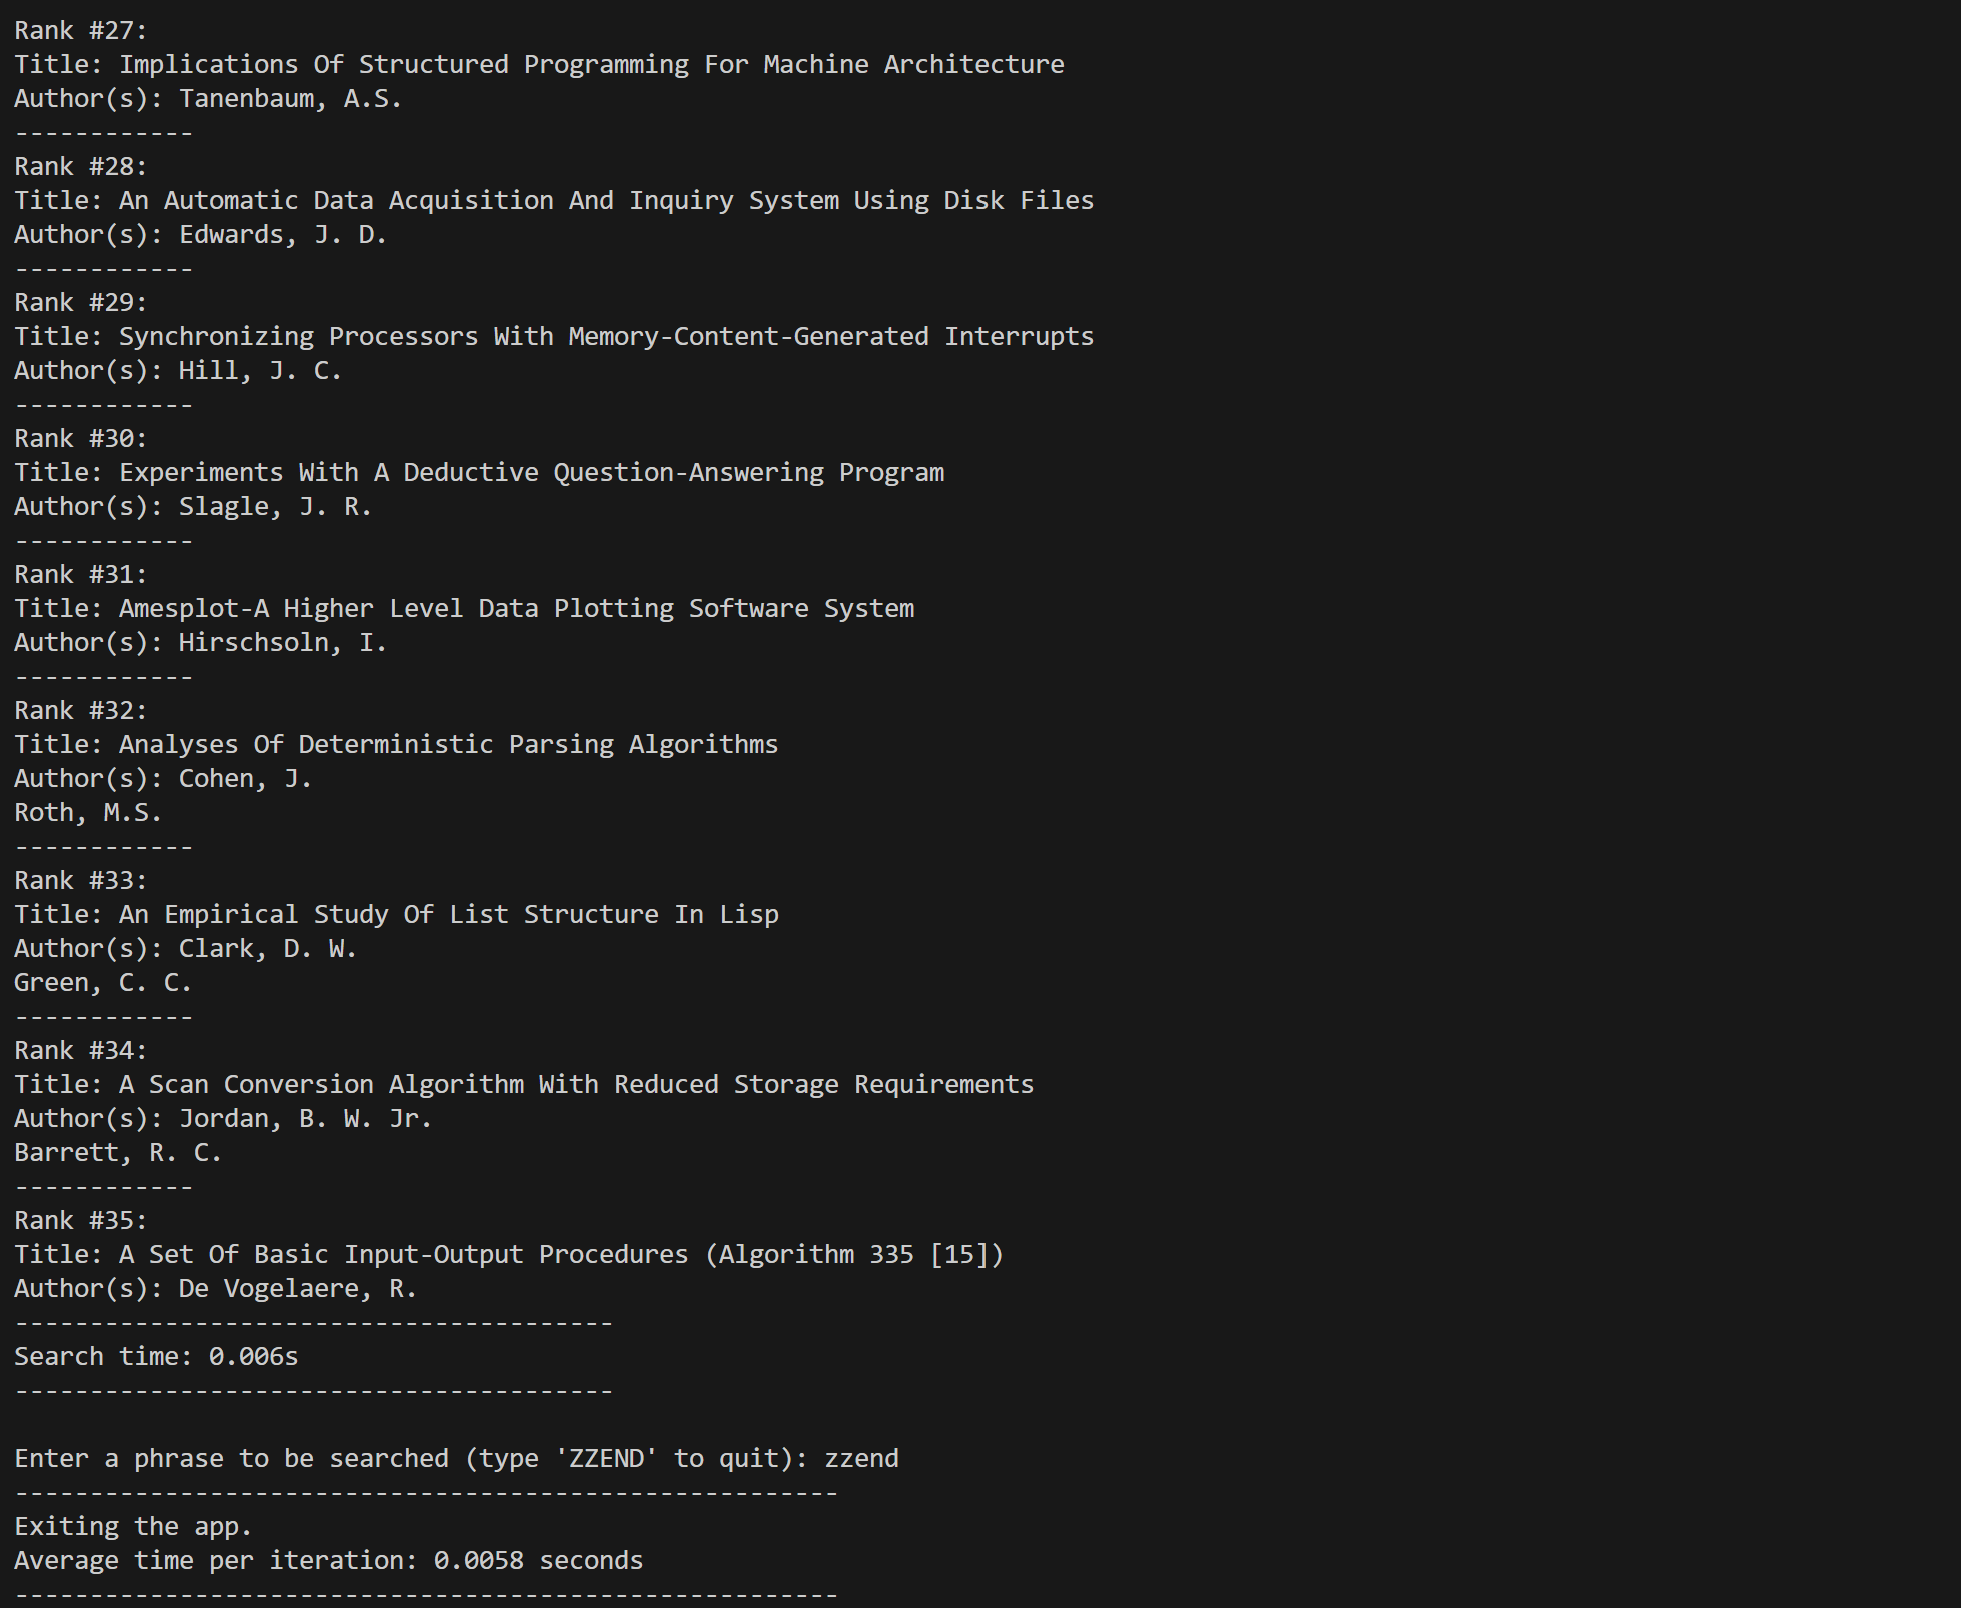 Rank #27:
Title: Implications Of Structured Programming For Machine Architecture
Author(s): Tanenbaum, A.S.
------------
Rank #28:
Title: An Automatic Data Acquisition And Inquiry System Using Disk Files
Author(s): Edwards, J. D.
------------
Rank #29:
Title: Synchronizing Processors With Memory-Content-Generated Interrupts
Author(s): Hill, J. C.
------------
Rank #30:
Title: Experiments With A Deductive Question-Answering Program
Author(s): Slagle, J. R.
------------
Rank #31:
Title: Amesplot-A Higher Level Data Plotting Software System
Author(s): Hirschsoln, I.
------------
Rank #32:
Title: Analyses Of Deterministic Parsing Algorithms
Author(s): Cohen, J.
Roth, M.S.
------------
Rank #33:
Title: An Empirical Study Of List Structure In Lisp
Author(s): Clark, D. W.
Green, C. C.
------------
Rank #34:
Title: A Scan Conversion Algorithm With Reduced Storage Requirements
Author(s): Jordan, B. W. Jr.
Barrett, R. C.
------------
Rank #35:
Title: A Set Of Basic Input-Output Procedures (Algorithm 335 [15])
Author(s): De Vogelaere, R.
----------------------------------------
Search time: 0.006s
----------------------------------------

Enter a phrase to be searched (type 'ZZEND' to quit): zzend
-------------------------------------------------------
Exiting the app.
Average time per iteration: 0.0058 seconds
-------------------------------------------------------